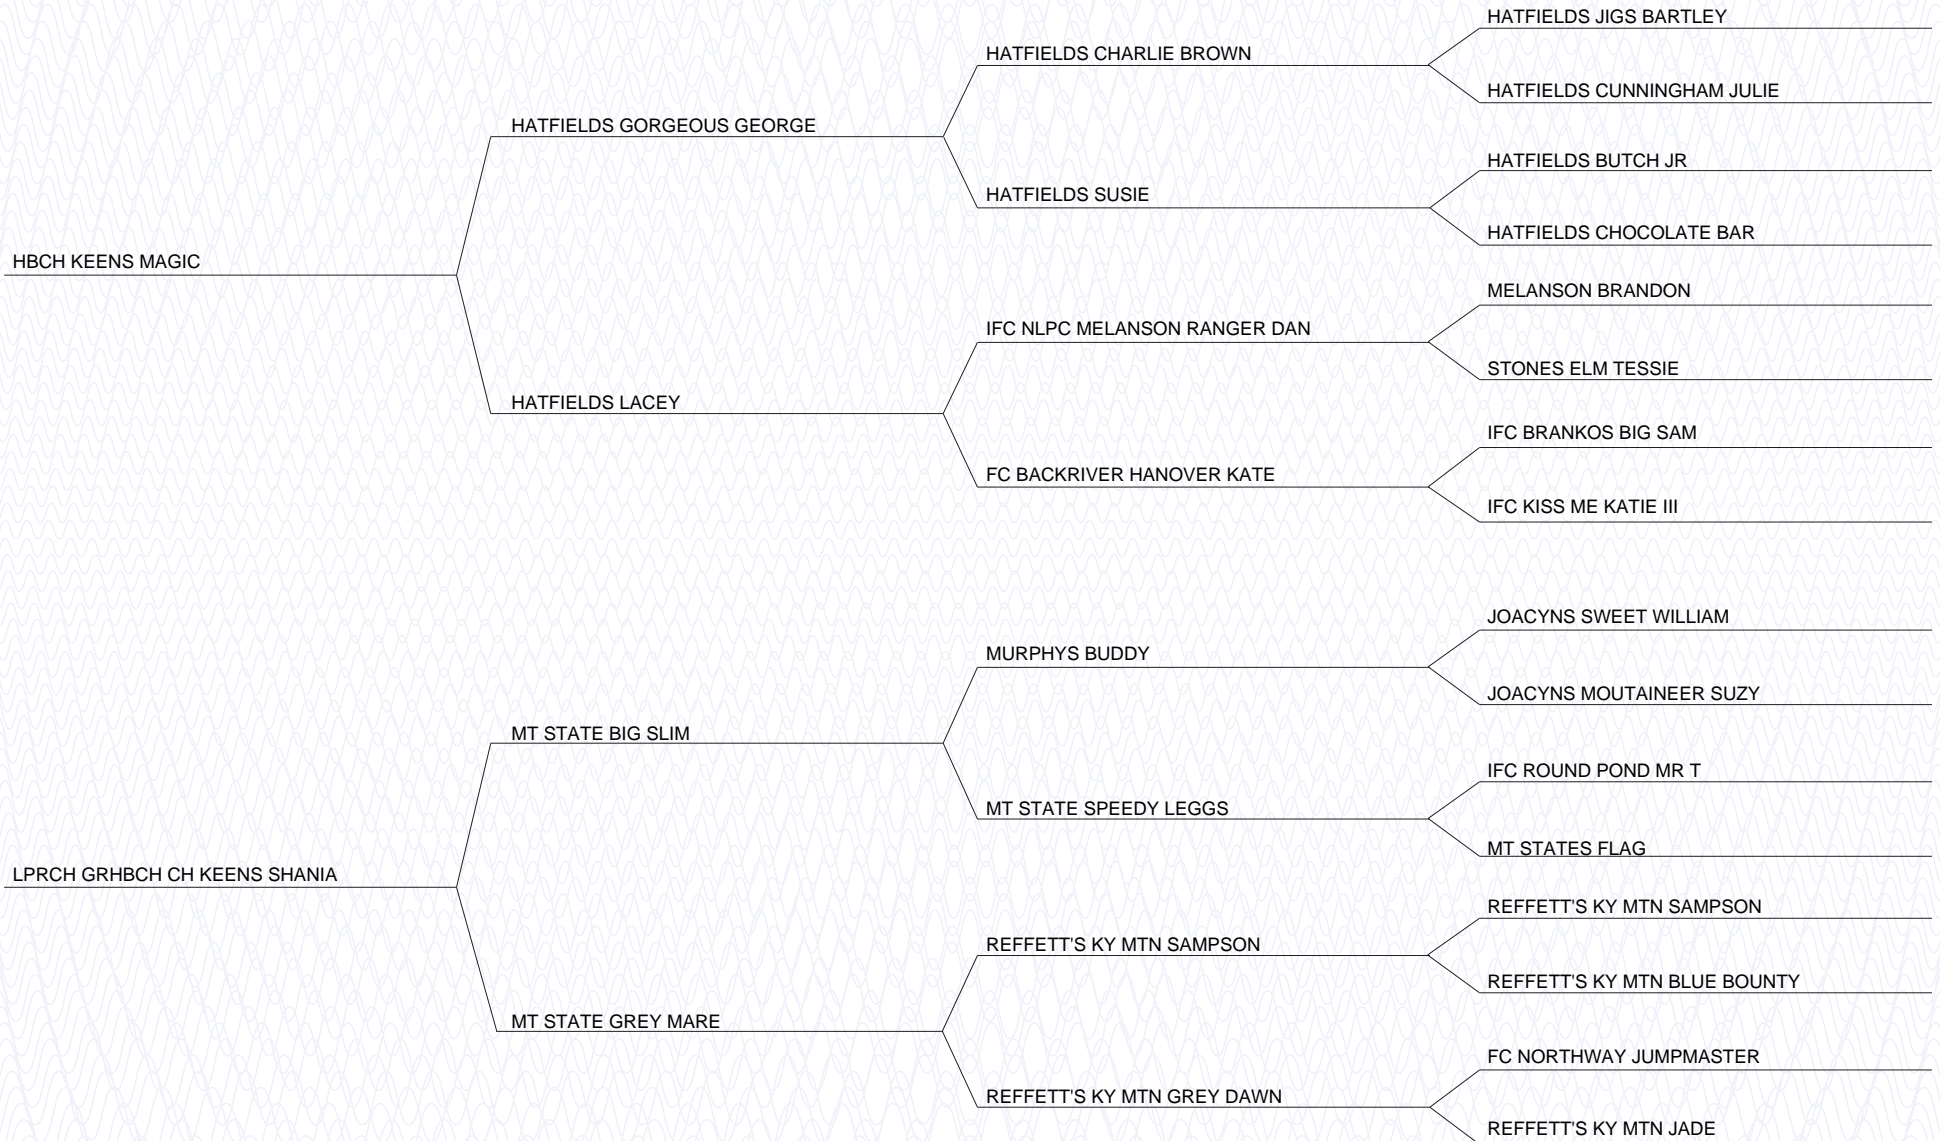 HATFIELDS JIGS BARTLEY
HATFIELDS CHARLIE BROWN
HATFIELDS CUNNINGHAM JULIE
HATFIELDS GORGEOUS GEORGE
HATFIELDS BUTCH JR
HATFIELDS SUSIE
HATFIELDS CHOCOLATE BAR
HBCH KEENS MAGIC
MELANSON BRANDON
IFC NLPC MELANSON RANGER DAN
STONES ELM TESSIE
HATFIELDS LACEY
IFC BRANKOS BIG SAM
FC BACKRIVER HANOVER KATE
IFC KISS ME KATIE III
JOACYNS SWEET WILLIAM
MURPHYS BUDDY
JOACYNS MOUTAINEER SUZY
MT STATE BIG SLIM
IFC ROUND POND MR T
MT STATE SPEEDY LEGGS
MT STATES FLAG
LPRCH GRHBCH CH KEENS SHANIA
REFFETT'S KY MTN SAMPSON
REFFETT'S KY MTN SAMPSON
REFFETT'S KY MTN BLUE BOUNTY
MT STATE GREY MARE
FC NORTHWAY JUMPMASTER
REFFETT'S KY MTN GREY DAWN
REFFETT'S KY MTN JADE